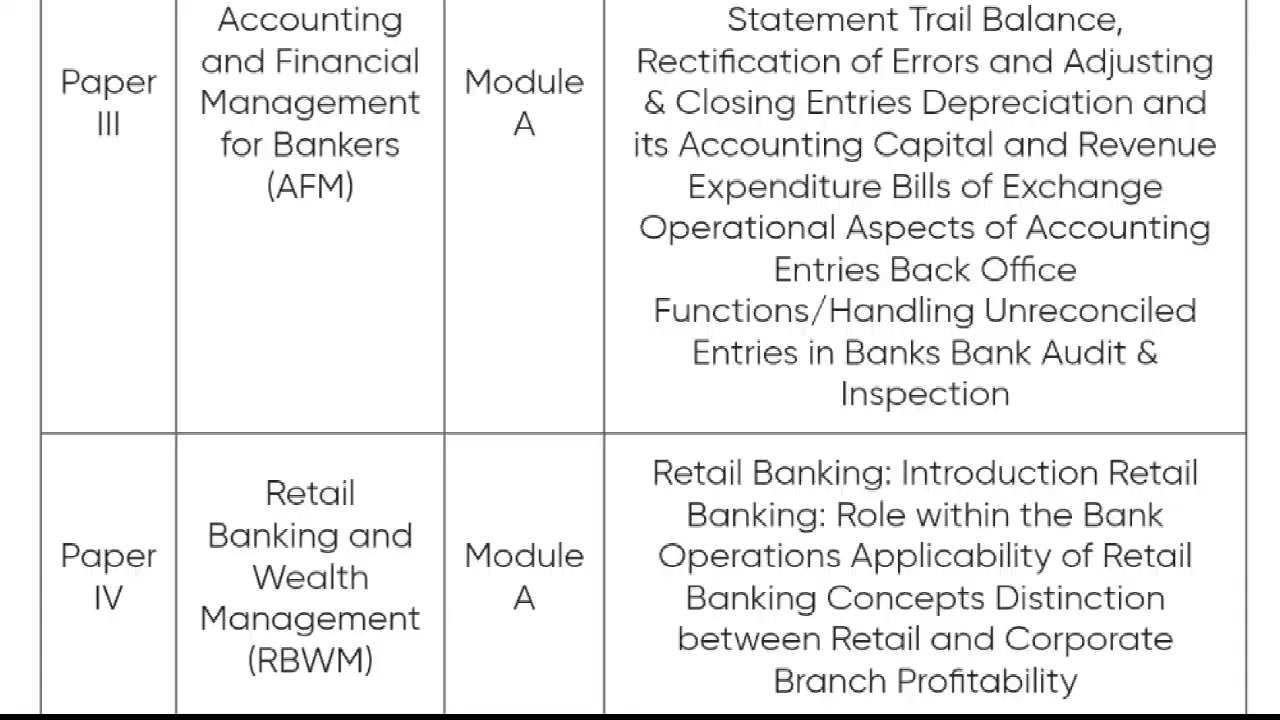 Paper
III
Accounting
and Financial
Management
for Bankers
(AFM)
Module
A
Statement Trail Balance,
Rectification of Errors and Adjusting
& Closing Entries Depreciation and
its Accounting Capital and Revenue
Expenditure Bills of Exchange
Operational Aspects of Accounting
Entries Back Office
Functions/Handling Unreconciled
Entries in Banks Bank Audit &
Inspection
Paper
IV
Retail
Banking and
Wealth
Management
(RBWM)
Module
A
Retail Banking: Introduction Retail
Banking: Role within the Bank
Operations Applicability of Retail
Banking Concepts Distinction
between Retail and Corporate
Branch Profitability